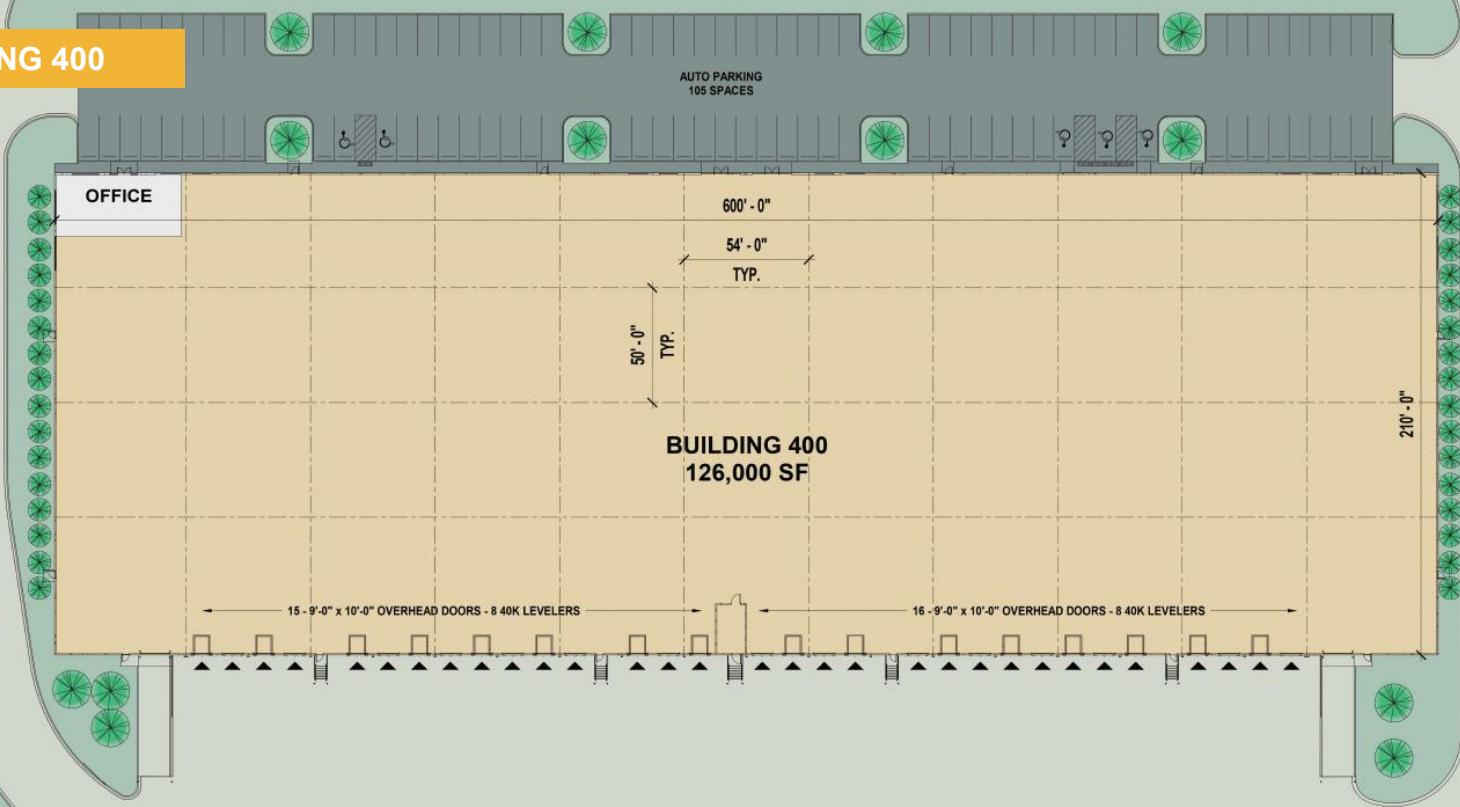 NG 400
AUTO PARKING
105 SPACES
OFFICE
600' - 0"
54' - 0"
TYP.
50' - 0"
TYP.
210' - 0"
BUILDING 400
126,000 SF
15 - 9'-0" x 10'-0" OVERHEAD DOORS - 8 40K LEVELERS
16 - 9'-0" x 10'-0" OVERHEAD DOORS - 8 40K LEVELERS